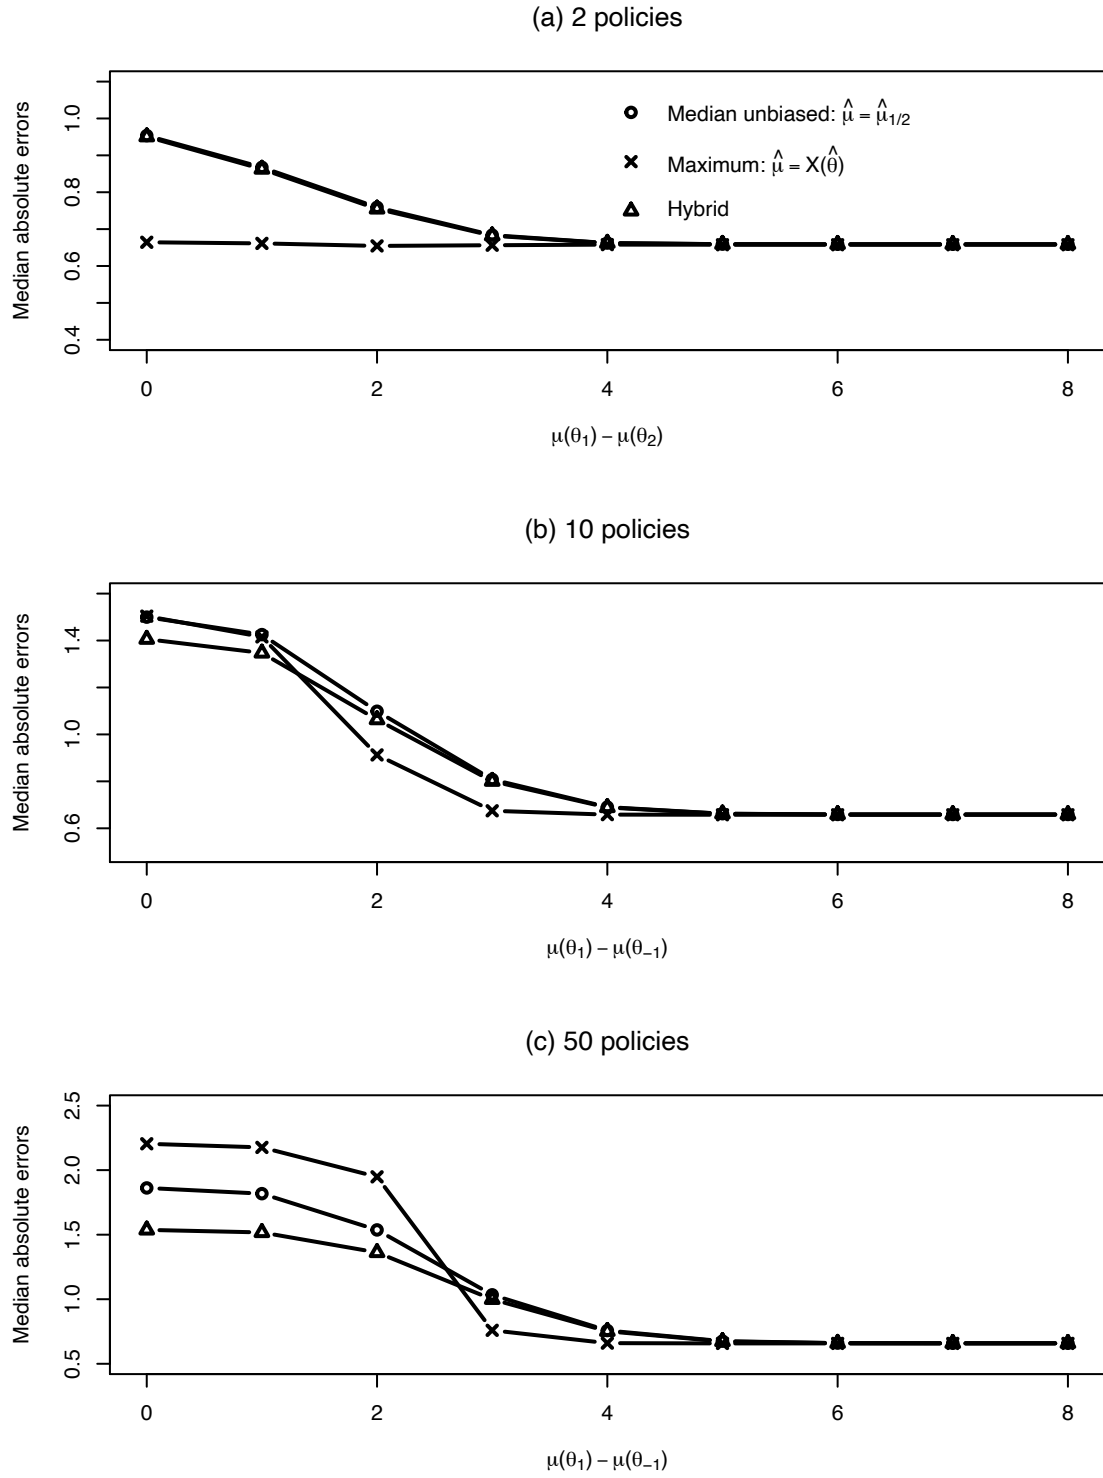 (a) 2 policies
Median absolute errors
1.0
0.8
0.6
0.4
Median unbiased: μ̂ = μ̂₁/₂
Maximum: μ̂ = X(θ̂)
Hybrid
0 2 4 6 8
μ(θ₁) − μ(θ₂)
(b) 10 policies
Median absolute errors
1.4
1.0
0.6
0 2 4 6 8
μ(θ₁) − μ(θ₋₁)
(c) 50 policies
Median absolute errors
2.5
2.0
1.5
1.0
0.5
0 2 4 6 8
μ(θ₁) − μ(θ₋₁)